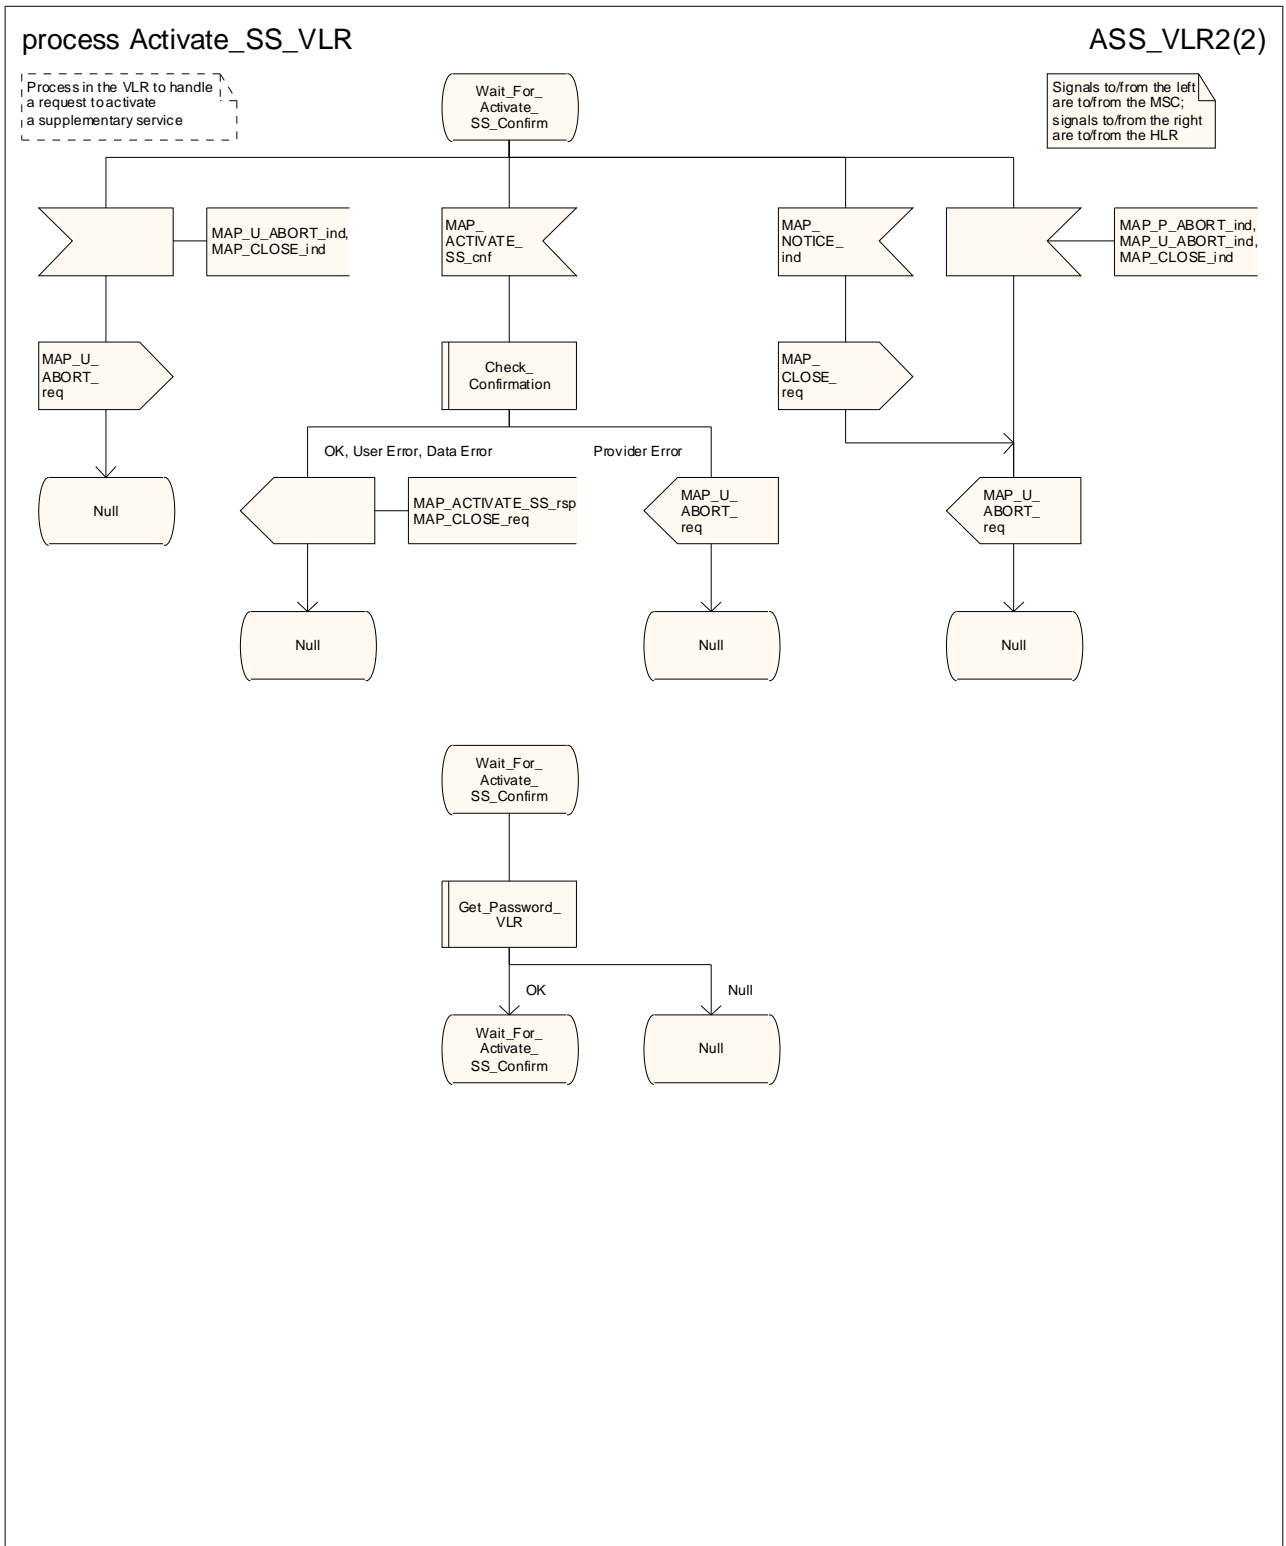 process Activate_SS_VLR
ASS_VLR2(2)
Process in the VLR to handle
a request to activate
a supplementary service
Wait_For_
Activate_
SS_Confirm
Signals to/from the left
are to/from the MSC;
signals to/from the right
are to/from the HLR
MAP_U_ABORT_ind,
MAP_CLOSE_ind
MAP_
ACTIVATE_
SS_cnf
MAP_
NOTICE_
ind
MAP_P_ABORT_ind,
MAP_U_ABORT_ind,
MAP_CLOSE_ind
MAP_U_
ABORT_
req
Check_
Confirmation
MAP_
CLOSE_
req
OK, User Error, Data Error
Provider Error
Null
MAP_ACTIVATE_SS_rsp
MAP_CLOSE_req
MAP_U_
ABORT_
req
MAP_U_
ABORT_
req
Null
Null
Null
Wait_For_
Activate_
SS_Confirm
Get_Password_
VLR
OK
Null
Wait_For_
Activate_
SS_Confirm
Null